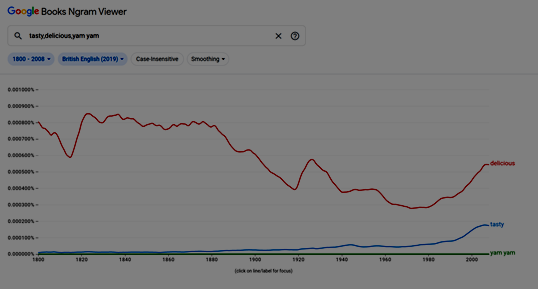 Google Books Ngram Viewer
tasty,delicious,yam yam
1800 - 2008
British English (2019)
Case-Insensitive
Smoothing
0.001000%
0.000900%
0.000800%
0.000700%
0.000600%
0.000500%
0.000400%
0.000300%
0.000200%
0.000100%
0.000000%
delicious
tasty
yam yam
1800 1820 1840 1860 1880 1900 1920 1940 1960 1980 2000
(click on line/label for focus)